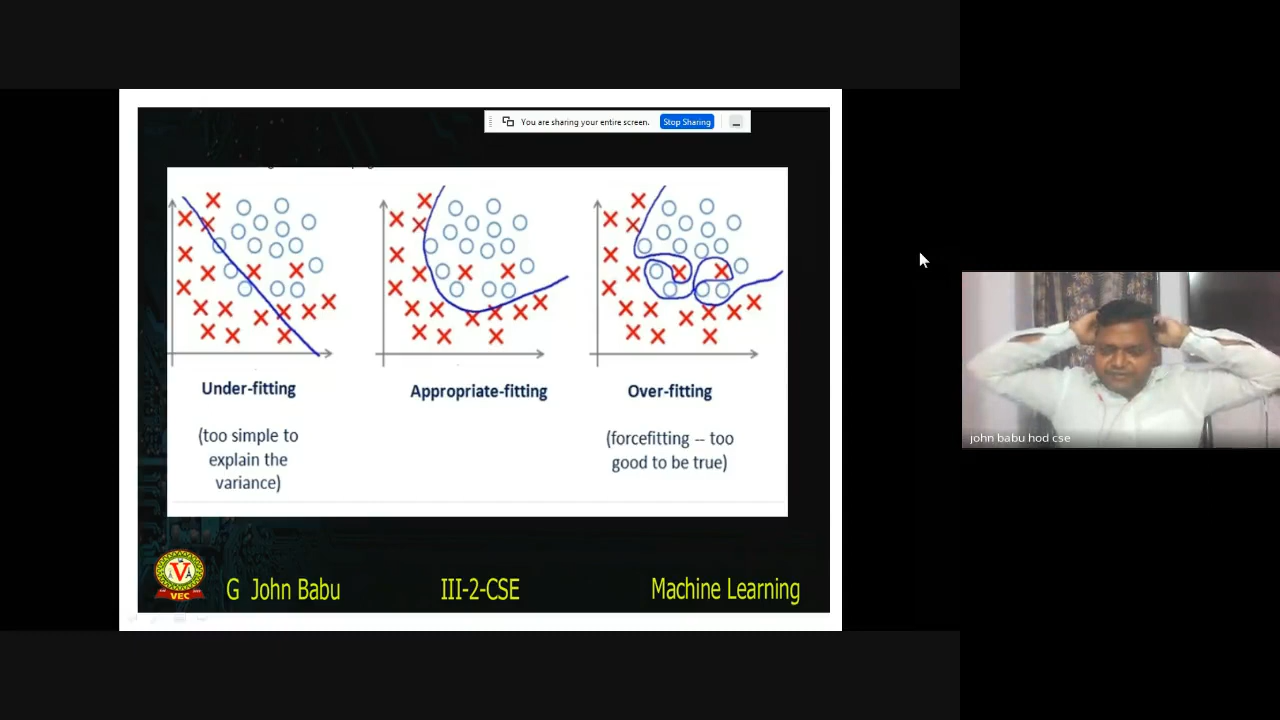 You are sharing your entire screen.
Stop Sharing
Under-fitting
Appropriate-fitting
Over-fitting
(too simple to
explain the
variance)
(forcefitting -- too
good to be true)
V
VEC
G John Babu
III-2-CSE
Machine Learning
john babu hod cse